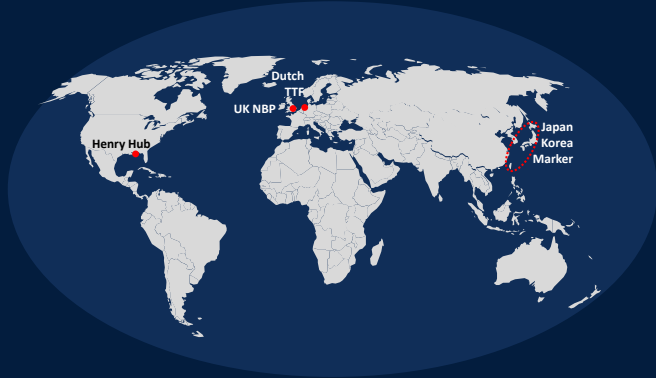 Dutch
TTF
UK NBP
Henry Hub
Japan
Korea
Marker